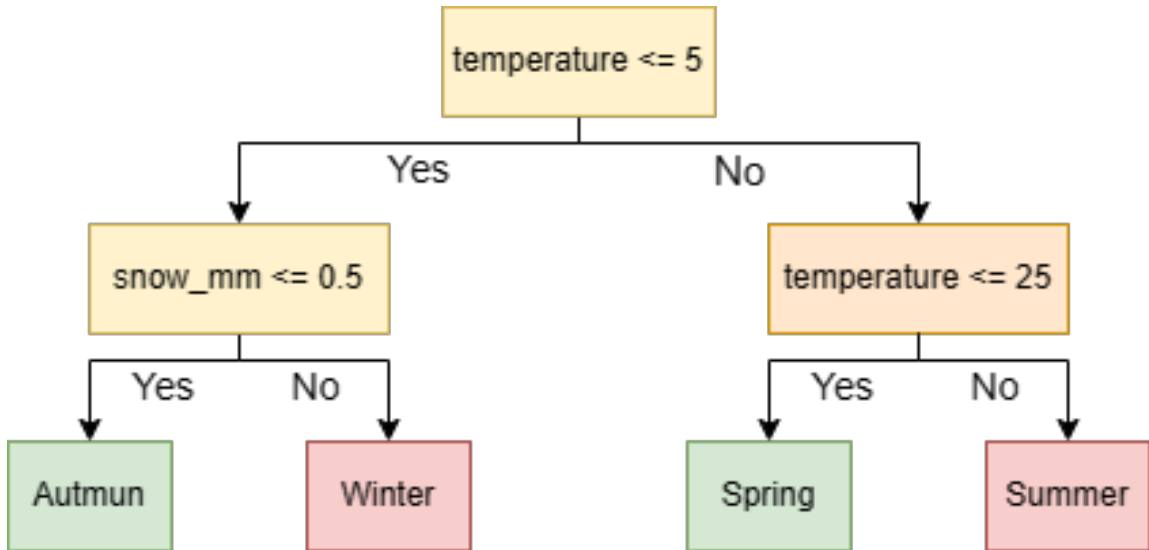 temperature <= 5
Yes
No
snow_mm <= 0.5
temperature <= 25
Yes
No
Yes
No
Autmun
Winter
Spring
Summer